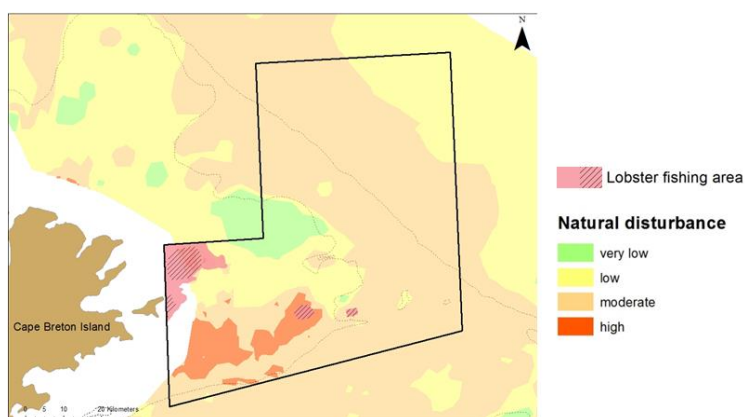 N
Lobster fishing area
Natural disturbance
very low
low
moderate
high
Cape Breton Island
0 5 10 20 Kilometers